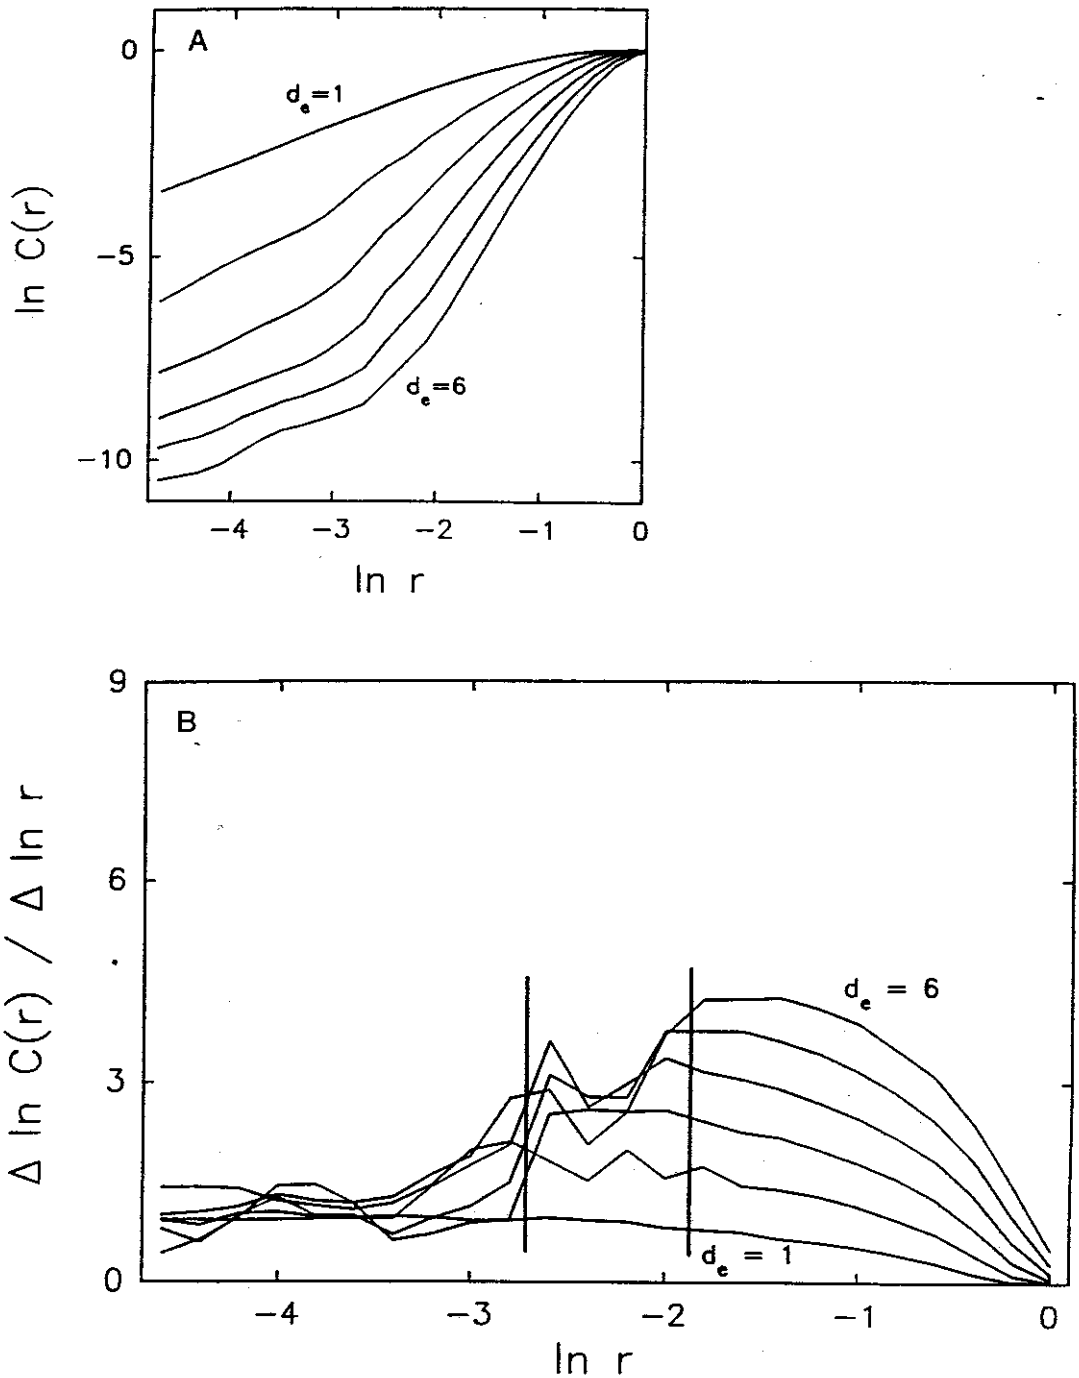 A
0
d_e=1
ln C(r)
−5
d_e=6
−10
−4 −3 −2 −1 0
ln r
9
B
Δ ln C(r) / Δ ln r
6
d_e = 6
3
d_e = 1
0
−4 −3 −2 −1 0
ln r